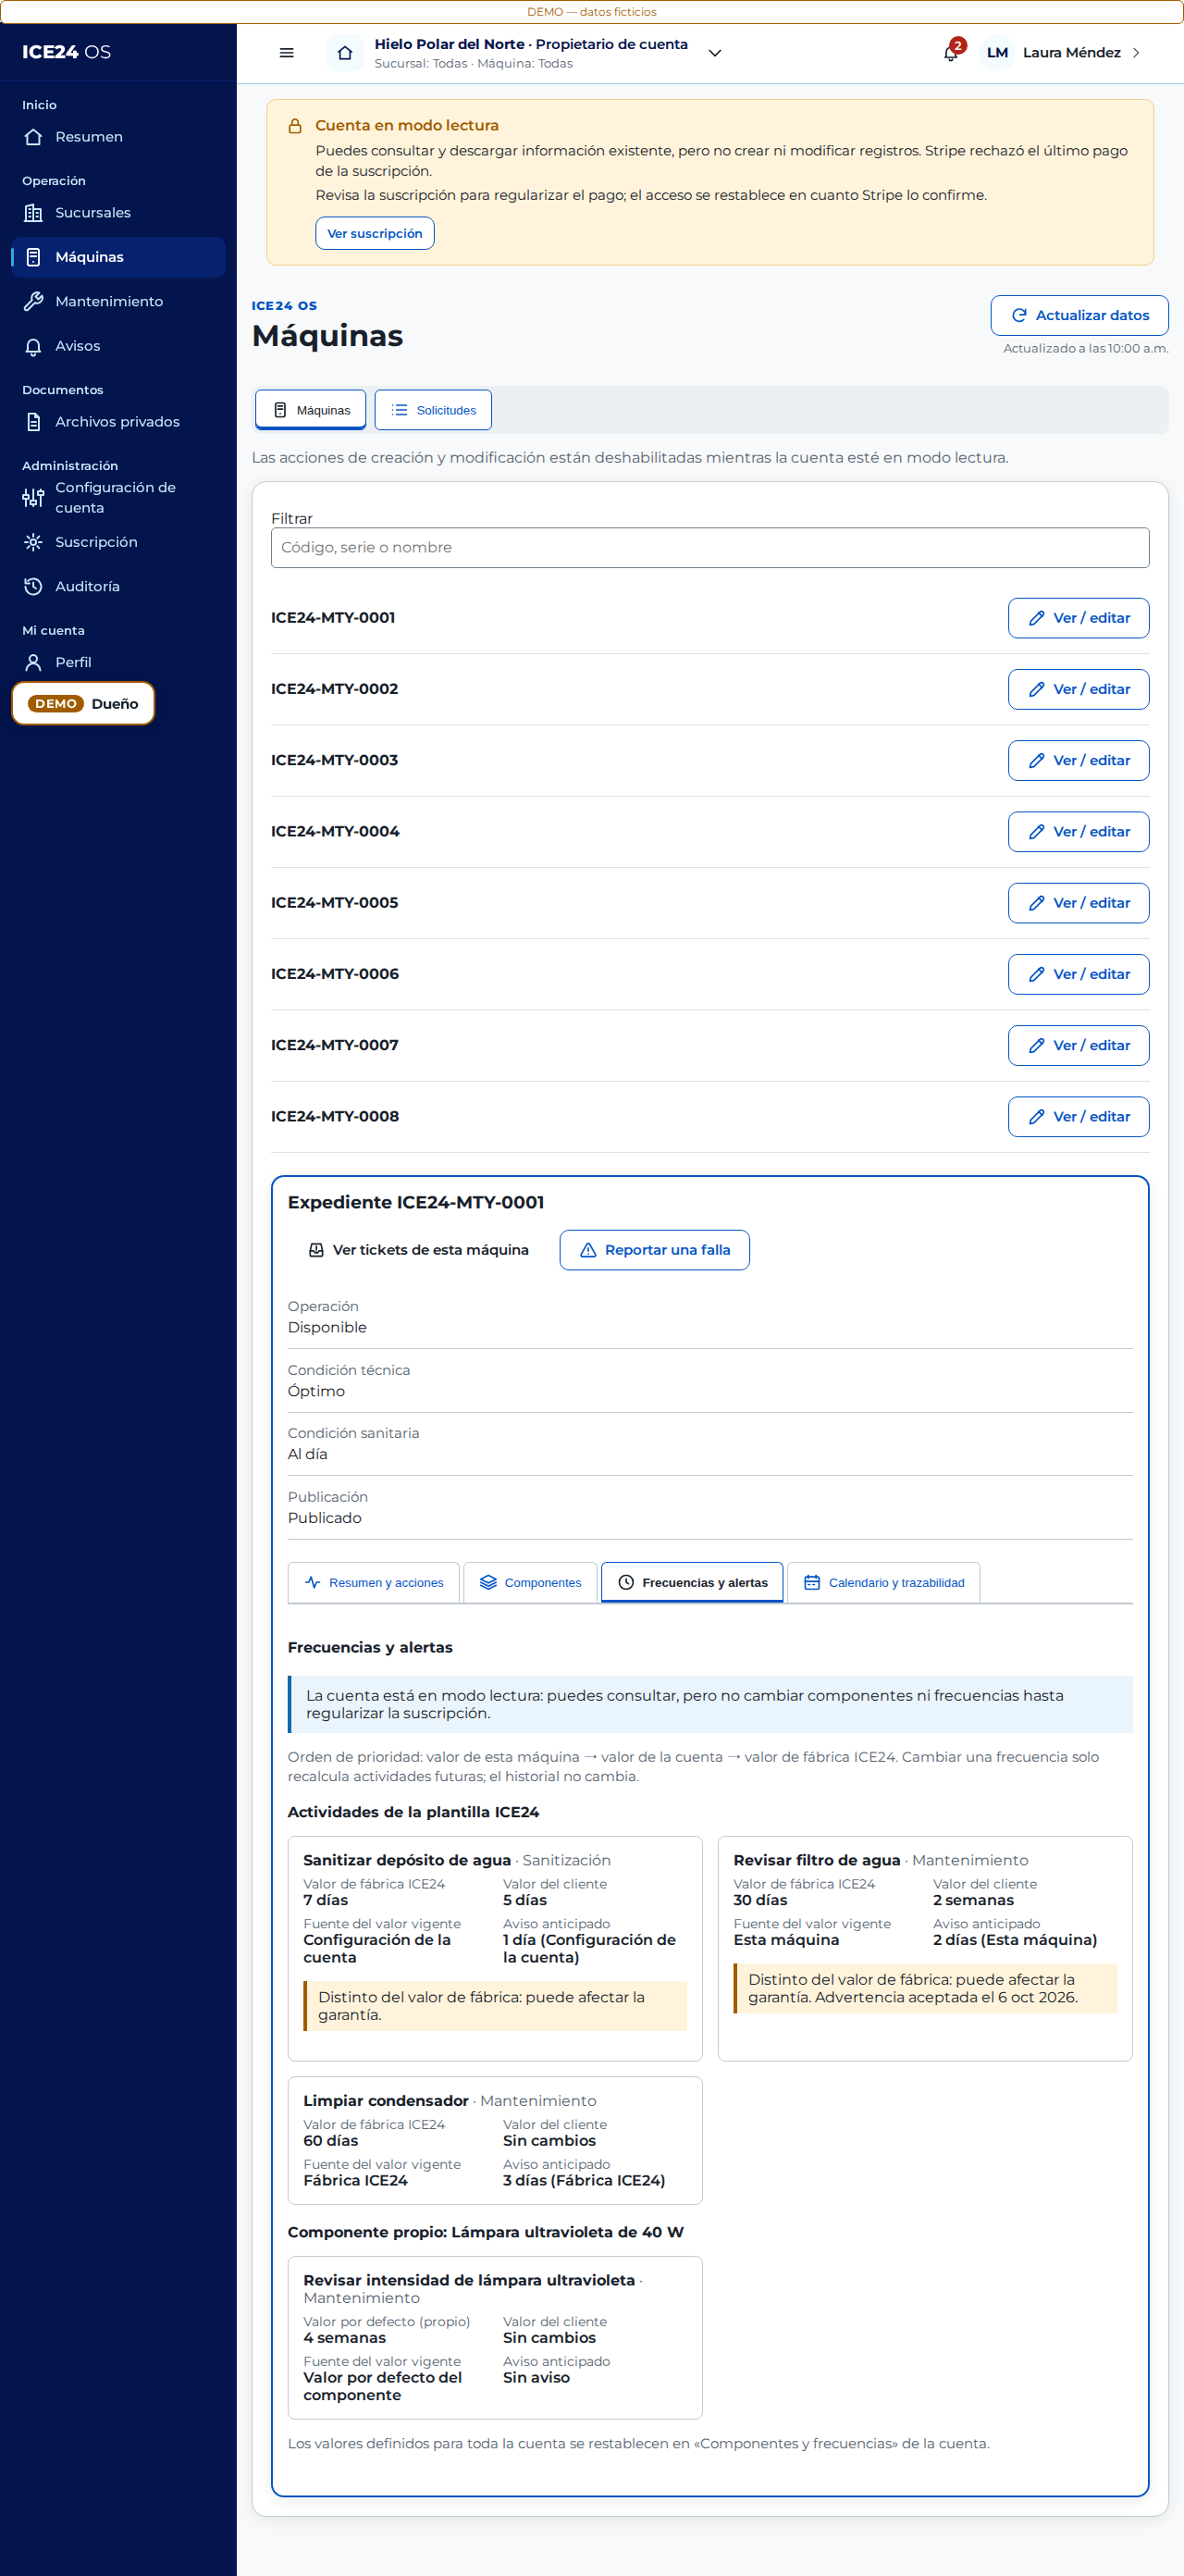 DEMO — datos ficticios
ICE24 OS
Inicio
Resumen
Operación
Sucursales
Máquinas
Mantenimiento
Avisos
Documentos
Archivos privados
Administración
Configuración de
cuenta
Suscripción
Auditoría
Mi cuenta
Perfil
DEMO Dueño
Hielo Polar del Norte · Propietario de cuenta
Sucursal: Todas · Máquina: Todas
2
LM Laura Méndez
Cuenta en modo lectura
Puedes consultar y descargar información existente, pero no crear ni modificar registros. Stripe rechazó el último pago
de la suscripción.
Revisa la suscripción para regularizar el pago; el acceso se restablece en cuanto Stripe lo confirme.
Ver suscripción
ICE24 OS
Máquinas
Actualizar datos
Actualizado a las 10:00 a.m.
Máquinas
Solicitudes
Las acciones de creación y modificación están deshabilitadas mientras la cuenta esté en modo lectura.
Filtrar
Código, serie o nombre
ICE24-MTY-0001 Ver / editar
ICE24-MTY-0002 Ver / editar
ICE24-MTY-0003 Ver / editar
ICE24-MTY-0004 Ver / editar
ICE24-MTY-0005 Ver / editar
ICE24-MTY-0006 Ver / editar
ICE24-MTY-0007 Ver / editar
ICE24-MTY-0008 Ver / editar
Expediente ICE24-MTY-0001
Ver tickets de esta máquina
Reportar una falla
Operación
Disponible
Condición técnica
Óptimo
Condición sanitaria
Al día
Publicación
Publicado
Resumen y acciones
Componentes
Frecuencias y alertas
Calendario y trazabilidad
Frecuencias y alertas
La cuenta está en modo lectura: puedes consultar, pero no cambiar componentes ni frecuencias hasta
regularizar la suscripción.
Orden de prioridad: valor de esta máquina → valor de la cuenta → valor de fábrica ICE24. Cambiar una frecuencia solo
recalcula actividades futuras; el historial no cambia.
Actividades de la plantilla ICE24
Sanitizar depósito de agua · Sanitización
Valor de fábrica ICE24
7 días
Valor del cliente
5 días
Fuente del valor vigente
Configuración de la
cuenta
Aviso anticipado
1 día (Configuración de
la cuenta)
Distinto del valor de fábrica: puede afectar la
garantía.
Revisar filtro de agua · Mantenimiento
Valor de fábrica ICE24
30 días
Valor del cliente
2 semanas
Fuente del valor vigente
Esta máquina
Aviso anticipado
2 días (Esta máquina)
Distinto del valor de fábrica: puede afectar la
garantía. Advertencia aceptada el 6 oct 2026.
Limpiar condensador · Mantenimiento
Valor de fábrica ICE24
60 días
Valor del cliente
Sin cambios
Fuente del valor vigente
Fábrica ICE24
Aviso anticipado
3 días (Fábrica ICE24)
Componente propio: Lámpara ultravioleta de 40 W
Revisar intensidad de lámpara ultravioleta ·
Mantenimiento
Valor por defecto (propio)
4 semanas
Valor del cliente
Sin cambios
Fuente del valor vigente
Valor por defecto del
componente
Aviso anticipado
Sin aviso
Los valores definidos para toda la cuenta se restablecen en «Componentes y frecuencias» de la cuenta.